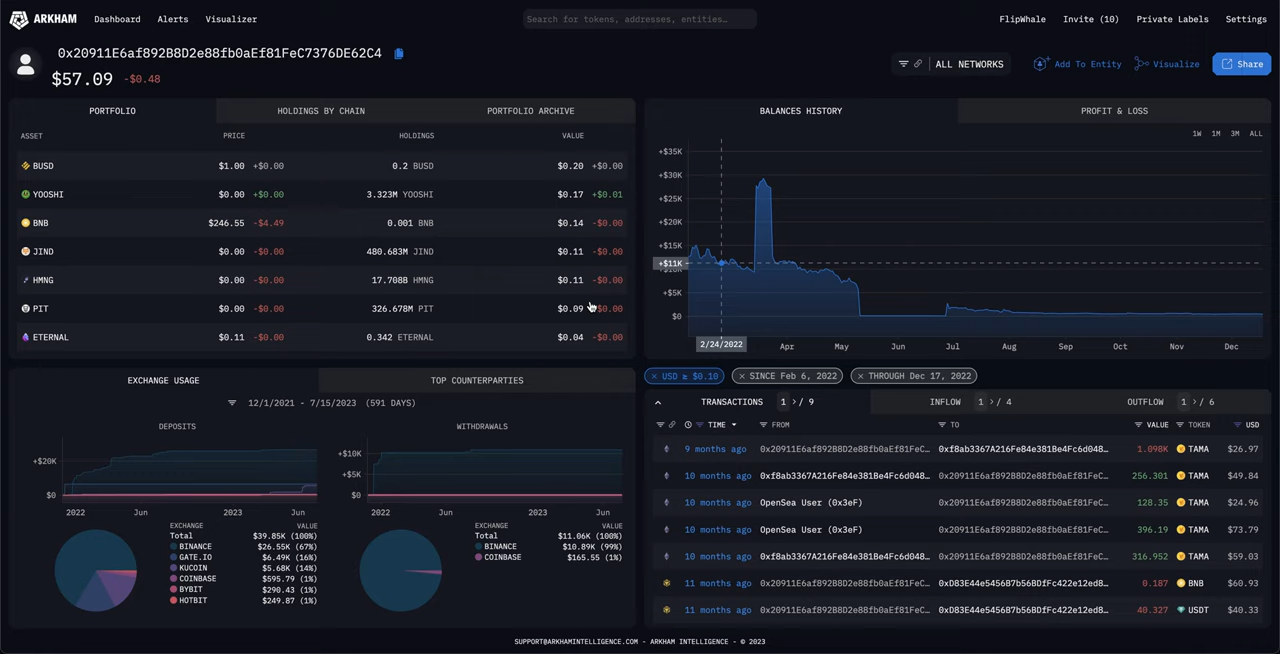 ARKHAM Dashboard Alerts Visualizer Search for tokens, addresses, entities… FlipWhale Invite (10) Private Labels Settings
0x20911E6af892B8D2e88fb0aEf81FeC7376DE62C4
$57.09 -$0.48
ALL NETWORKS Add To Entity Visualize Share
PORTFOLIO HOLDINGS BY CHAIN PORTFOLIO ARCHIVE
ASSET PRICE HOLDINGS VALUE
BUSD $1.00 +$0.00 0.2 BUSD $0.20 +$0.00
YOOSHI $0.00 +$0.00 3.323M YOOSHI $0.17 +$0.01
BNB $246.55 -$4.49 0.001 BNB $0.14 -$0.00
JIND $0.00 -$0.00 480.683M JIND $0.11 -$0.00
HMNG $0.00 -$0.00 17.708B HMNG $0.11 -$0.00
PIT $0.00 -$0.00 326.678M PIT $0.09 -$0.00
ETERNAL $0.11 -$0.00 0.342 ETERNAL $0.04 -$0.00
BALANCES HISTORY PROFIT & LOSS
1W 1M 3M ALL
+$35K
+$30K
+$25K
+$20K
+$15K
+$11K
+$5K
$0
2/24/2022 Apr May Jun Jul Aug Sep Oct Nov Dec
EXCHANGE USAGE TOP COUNTERPARTIES
12/1/2021 - 7/15/2023 (591 DAYS)
DEPOSITS
+$20K
$0
2022 Jun 2023 Jun
EXCHANGE VALUE
Total $39.85K (100%)
BINANCE $26.55K (67%)
GATE.IO $6.49K (16%)
KUCOIN $5.68K (14%)
COINBASE $595.79 (1%)
BYBIT $290.43 (1%)
HOTBIT $249.87 (1%)
WITHDRAWALS
+$10K
+$5K
$0
2022 Jun 2023 Jun
EXCHANGE VALUE
Total $11.06K (100%)
BINANCE $10.89K (99%)
COINBASE $165.55 (1%)
× USD ≥ $0.10 × SINCE Feb 6, 2022 × THROUGH Dec 17, 2022
TRANSACTIONS 1 > / 9 INFLOW 1 > / 4 OUTFLOW 1 > / 6
TIME FROM TO VALUE TOKEN USD
9 months ago 0x20911E6af892B8D2e88fb0aEf81FeC… 0xf8ab3367A216Fe84e381Be4Fc6d048… 1.098K TAMA $26.97
10 months ago 0xf8ab3367A216Fe84e381Be4Fc6d048… 0x20911E6af892B8D2e88fb0aEf81FeC… 256.301 TAMA $49.84
10 months ago OpenSea User (0x3eF) 0x20911E6af892B8D2e88fb0aEf81FeC… 128.35 TAMA $24.96
10 months ago OpenSea User (0x3eF) 0x20911E6af892B8D2e88fb0aEf81FeC… 396.19 TAMA $73.79
10 months ago 0xf8ab3367A216Fe84e381Be4Fc6d048… 0x20911E6af892B8D2e88fb0aEf81FeC… 316.952 TAMA $59.03
11 months ago 0x20911E6af892B8D2e88fb0aEf81FeC… 0xD83E44e5456B7b56BDfFc422e12ed8… 0.187 BNB $60.93
11 months ago 0x20911E6af892B8D2e88fb0aEf81FeC… 0xD83E44e5456B7b56BDfFc422e12ed8… 40.327 USDT $40.33
SUPPORT@ARKHAMINTELLIGENCE.COM - ARKHAM INTELLIGENCE - © 2023